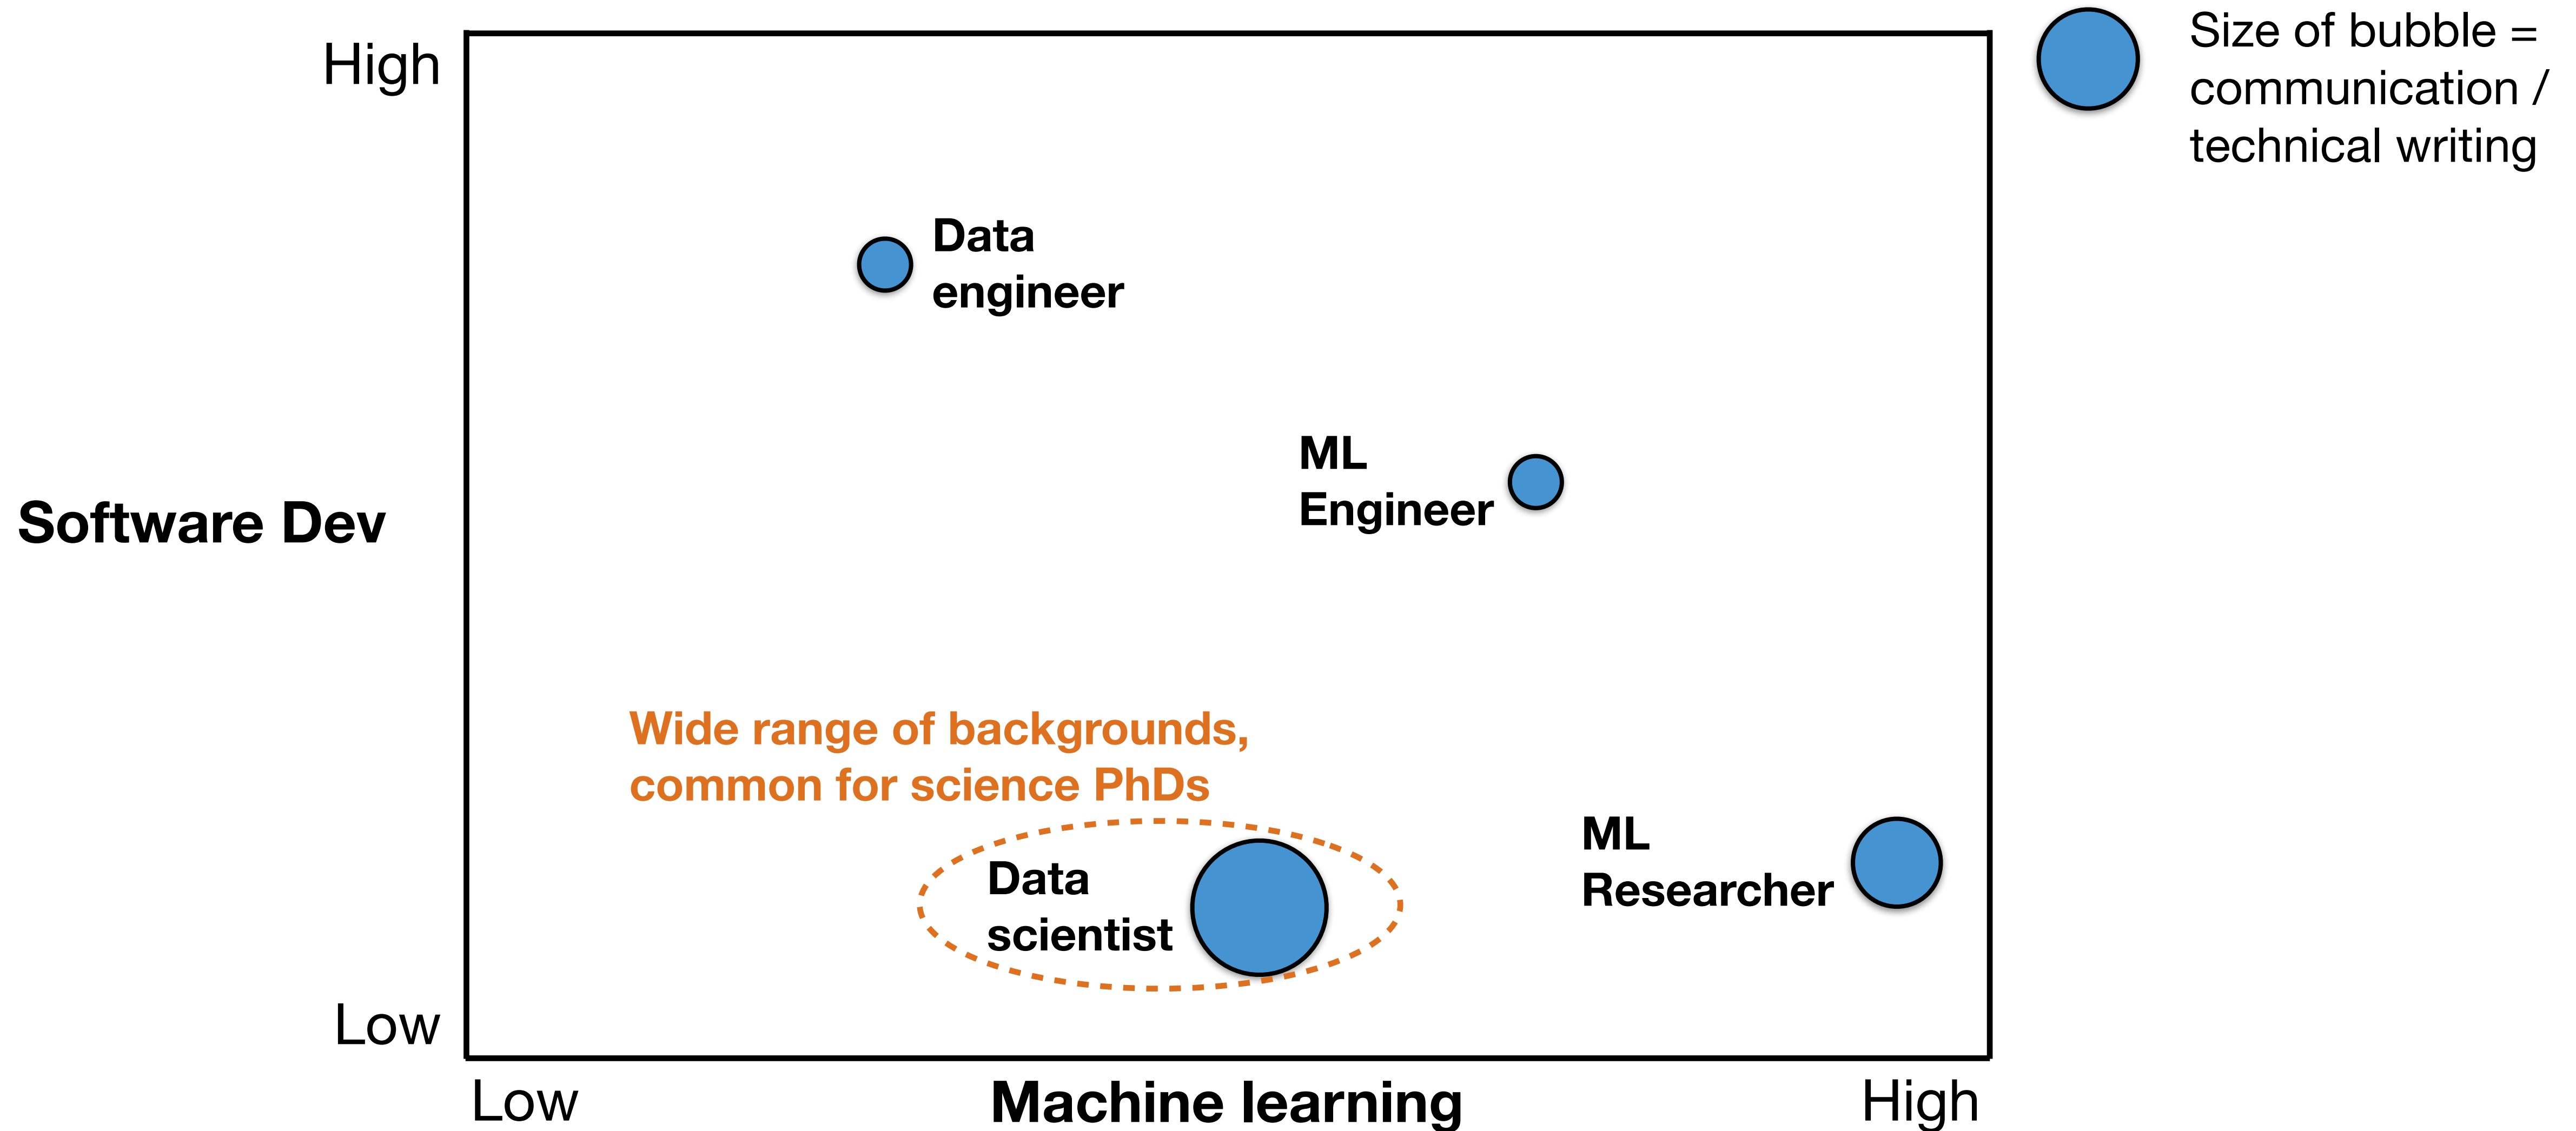 High
Size of bubble =
communication /
technical writing
Data
engineer
ML
Engineer
Software Dev
Wide range of backgrounds,
common for science PhDs
ML
Researcher
Data
scientist
Low
Low
Machine learning
High